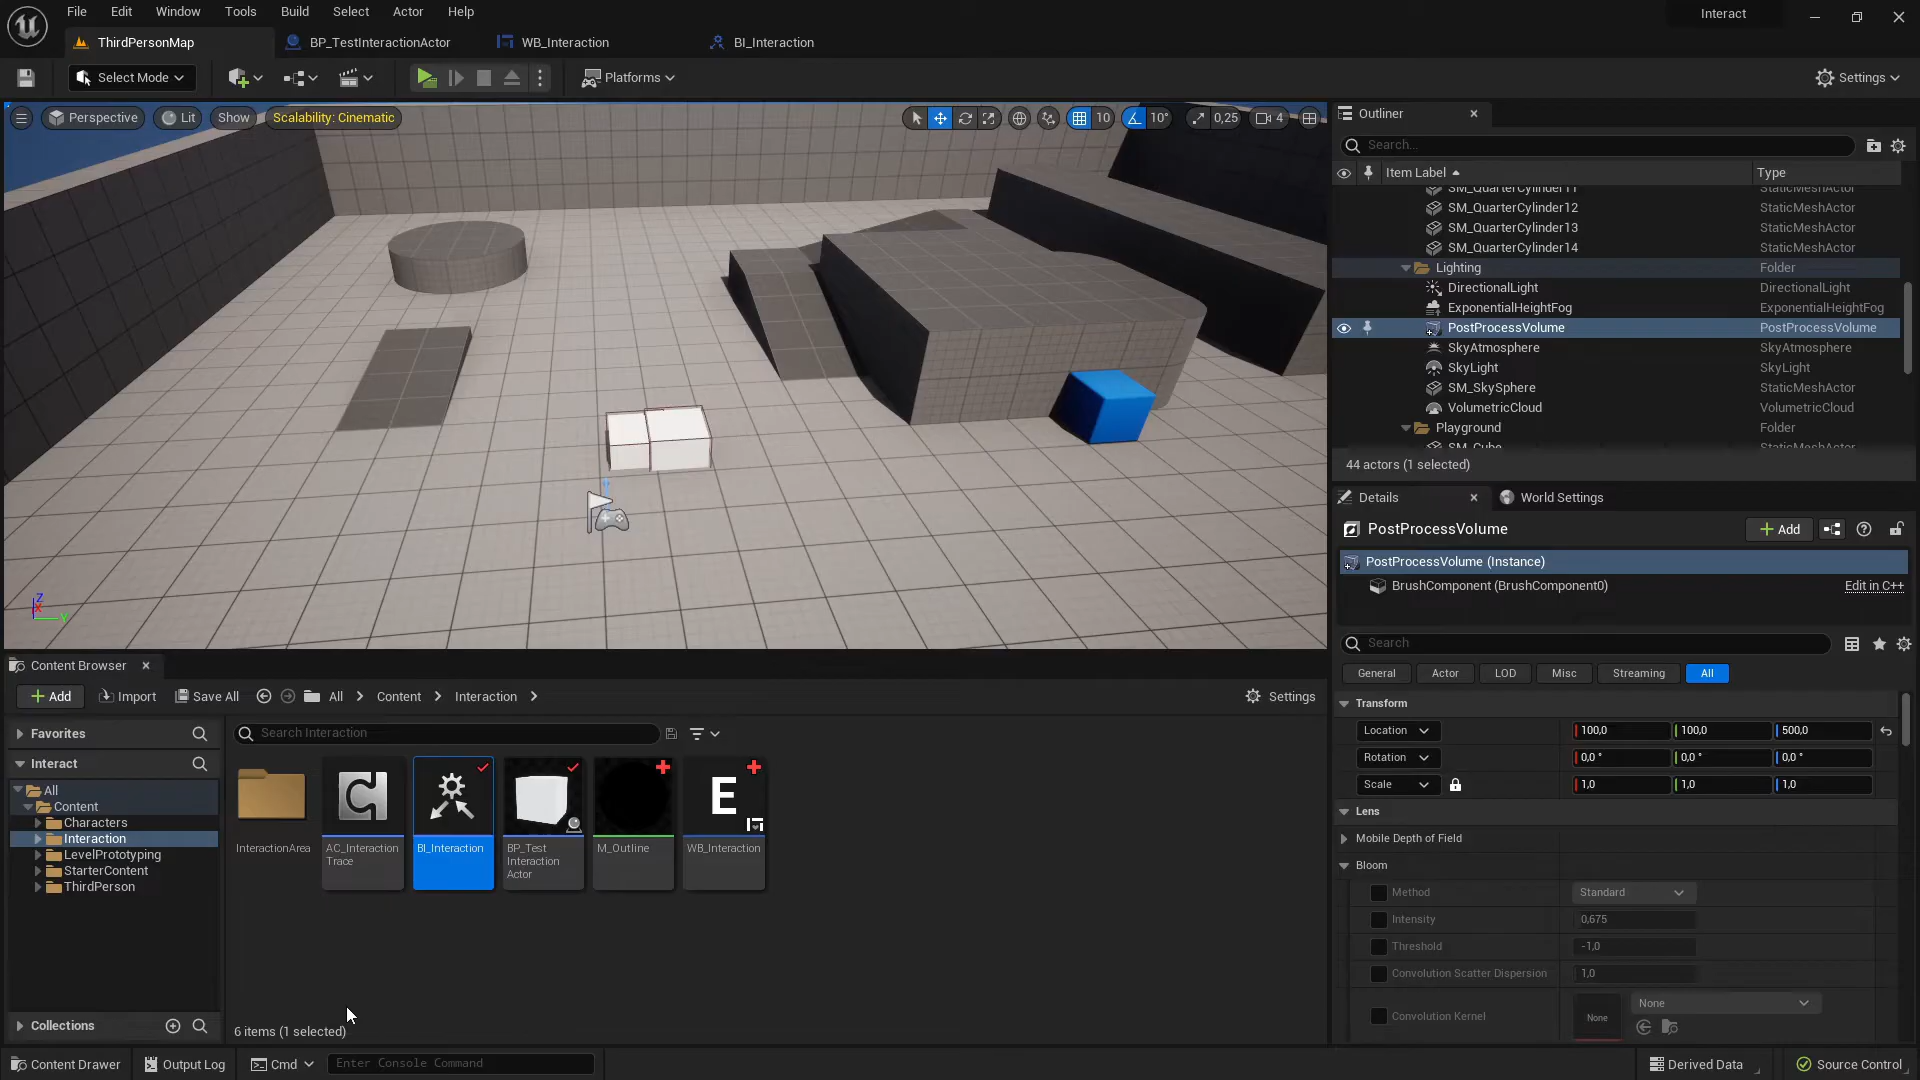 File Edit View Window Tools Build Select Actor Help
Interact
ThirdPersonMap
BP_TestInteractionActor
WB_Interaction
BI_Interaction
Select Mode
Platforms
Settings
Perspective
Lit
Show
Scalability: Cinematic
10
10°
0,25
4
Outliner
Search...
Item Label
Type
SM_QuarterCylinder11 StaticMeshActor
SM_QuarterCylinder12 StaticMeshActor
SM_QuarterCylinder13 StaticMeshActor
SM_QuarterCylinder14 StaticMeshActor
Lighting Folder
DirectionalLight DirectionalLight
ExponentialHeightFog ExponentialHeightFog
PostProcessVolume PostProcessVolume
SkyAtmosphere SkyAtmosphere
SkyLight SkyLight
SM_SkySphere StaticMeshActor
VolumetricCloud VolumetricCloud
Playground Folder
SM_Cube StaticMeshActor
44 actors (1 selected)
Z
X
Y
Details
World Settings
PostProcessVolume
Add
PostProcessVolume (Instance)
BrushComponent (BrushComponent0)
Edit in C++
Search
General
Actor
LOD
Misc
Streaming
All
Transform
Location 100,0 100,0 500,0
Rotation 0,0 ° 0,0 ° 0,0 °
Scale 1,0 1,0 1,0
Lens
Mobile Depth of Field
Bloom
Method Standard
Intensity 0,675
Threshold -1,0
Convolution Scatter Dispersion 1,0
Convolution Kernel None None
Content Browser
Add
Import
Save All
All
Content
Interaction
Settings
Favorites
Search Interaction
Interact
All
Content
Characters
Interaction
LevelPrototyping
StarterContent
ThirdPerson
InteractionArea
AC_Interaction
Trace
BI_Interaction
BP_Test
Interaction
Actor
M_Outline
E
WB_Interaction
Collections
6 items (1 selected)
Content Drawer
Output Log
Cmd
Enter Console Command
Derived Data
Source Control